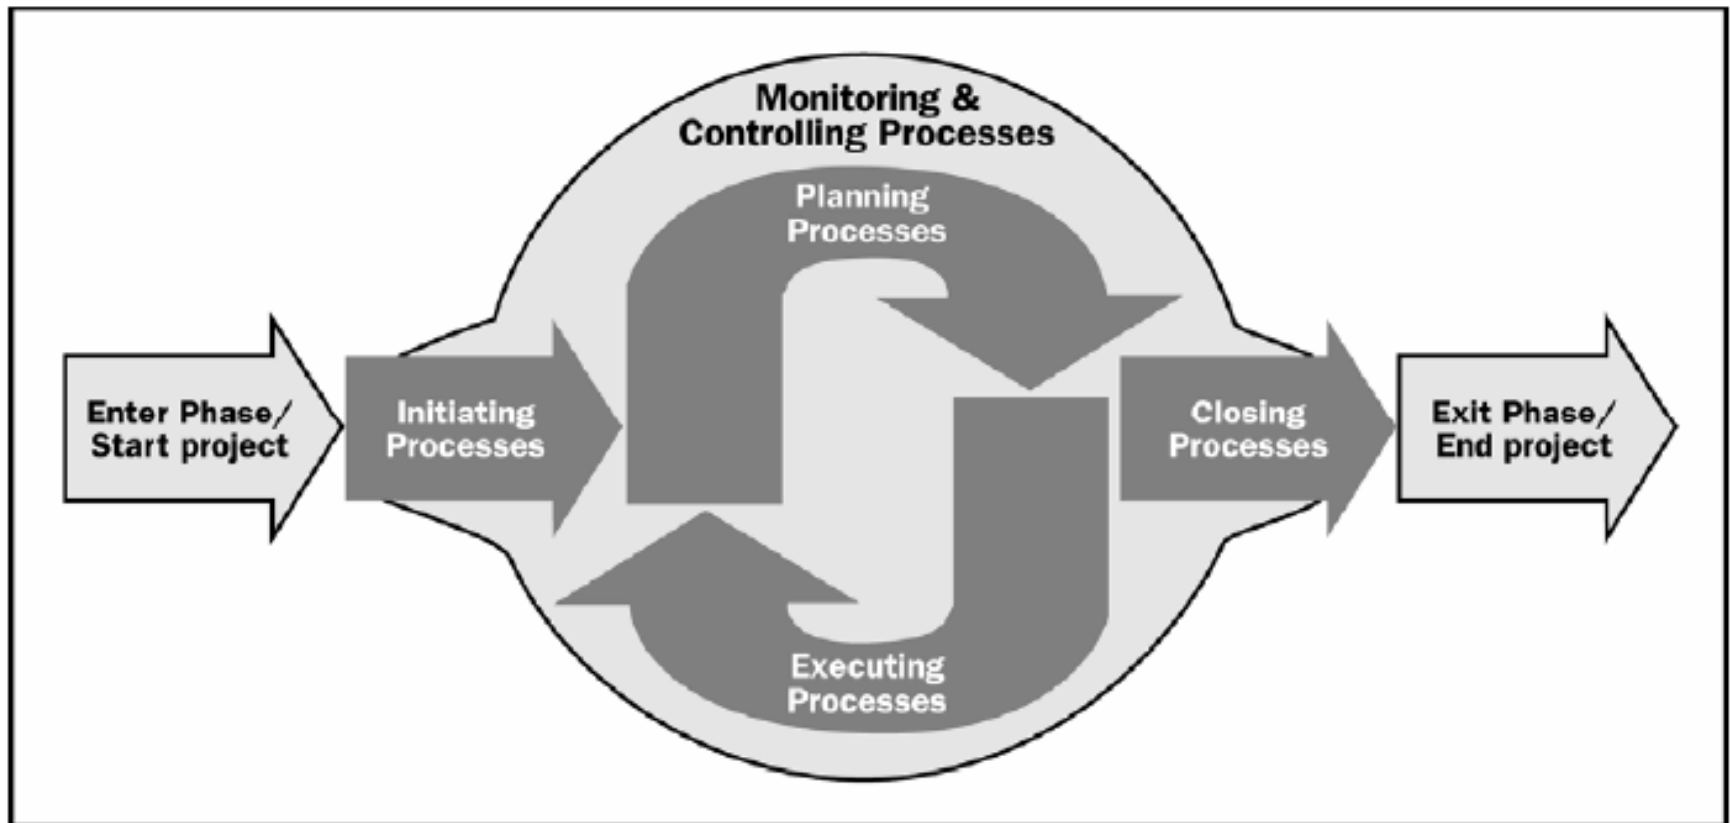 Monitoring &
Controlling Processes
Planning
Processes
Enter Phase/
Start project
Initiating
Processes
Closing
Processes
Exit Phase/
End project
Executing
Processes